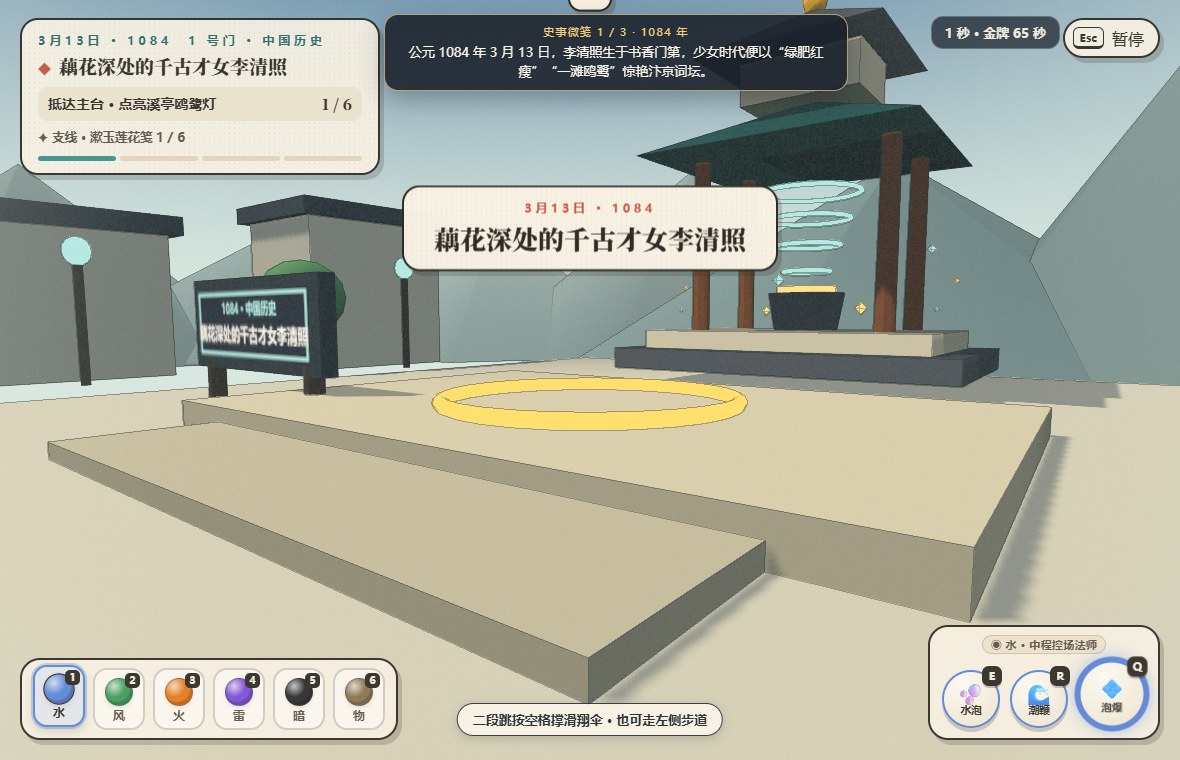 3月13日 • 1084 1 号门 • 中国历史
藕花深处的千古才女李清照
抵达主台 • 点亮溪亭鸥鹭灯 1 / 6
支线 • 漱玉莲花笺 1 / 6
史事微笺 1 / 3 · 1084 年
公元 1084 年 3 月 13 日，李清照生于书香门第，少女时代便以“绿肥红
瘦”“一滩鸥鹭”惊艳汴京词坛。
1 秒 • 金牌 65 秒
Esc 暂停
3月13日 • 1084
藕花深处的千古才女李清照
1084 • 中国历史
藕花深处的千古才女李清照
1 水
2 风
3 火
4 雷
5 暗
6 物
二段跳按空格撑滑翔伞 • 也可走左侧步道
水 • 中程控场法师
E 水泡
R 潮鞭
Q 泡爆